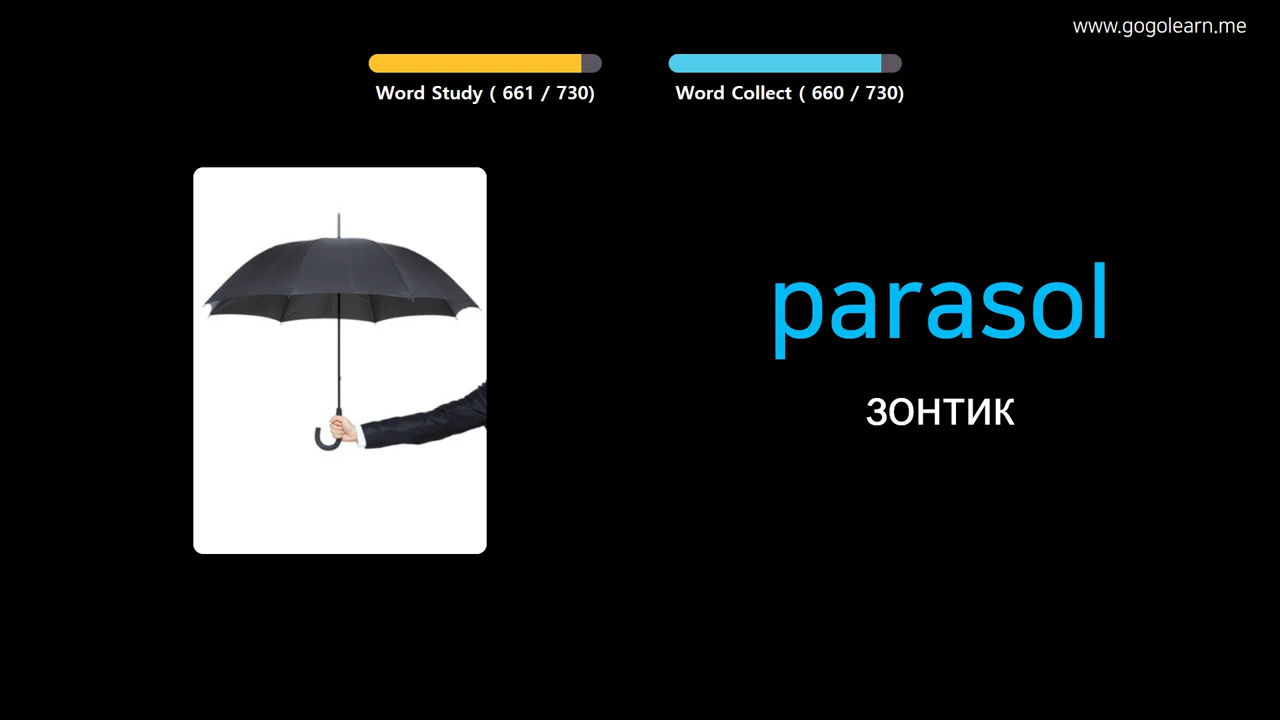 www.gogolearn.me
Word Study ( 661 / 730)
Word Collect ( 660 / 730)
parasol
зонтик